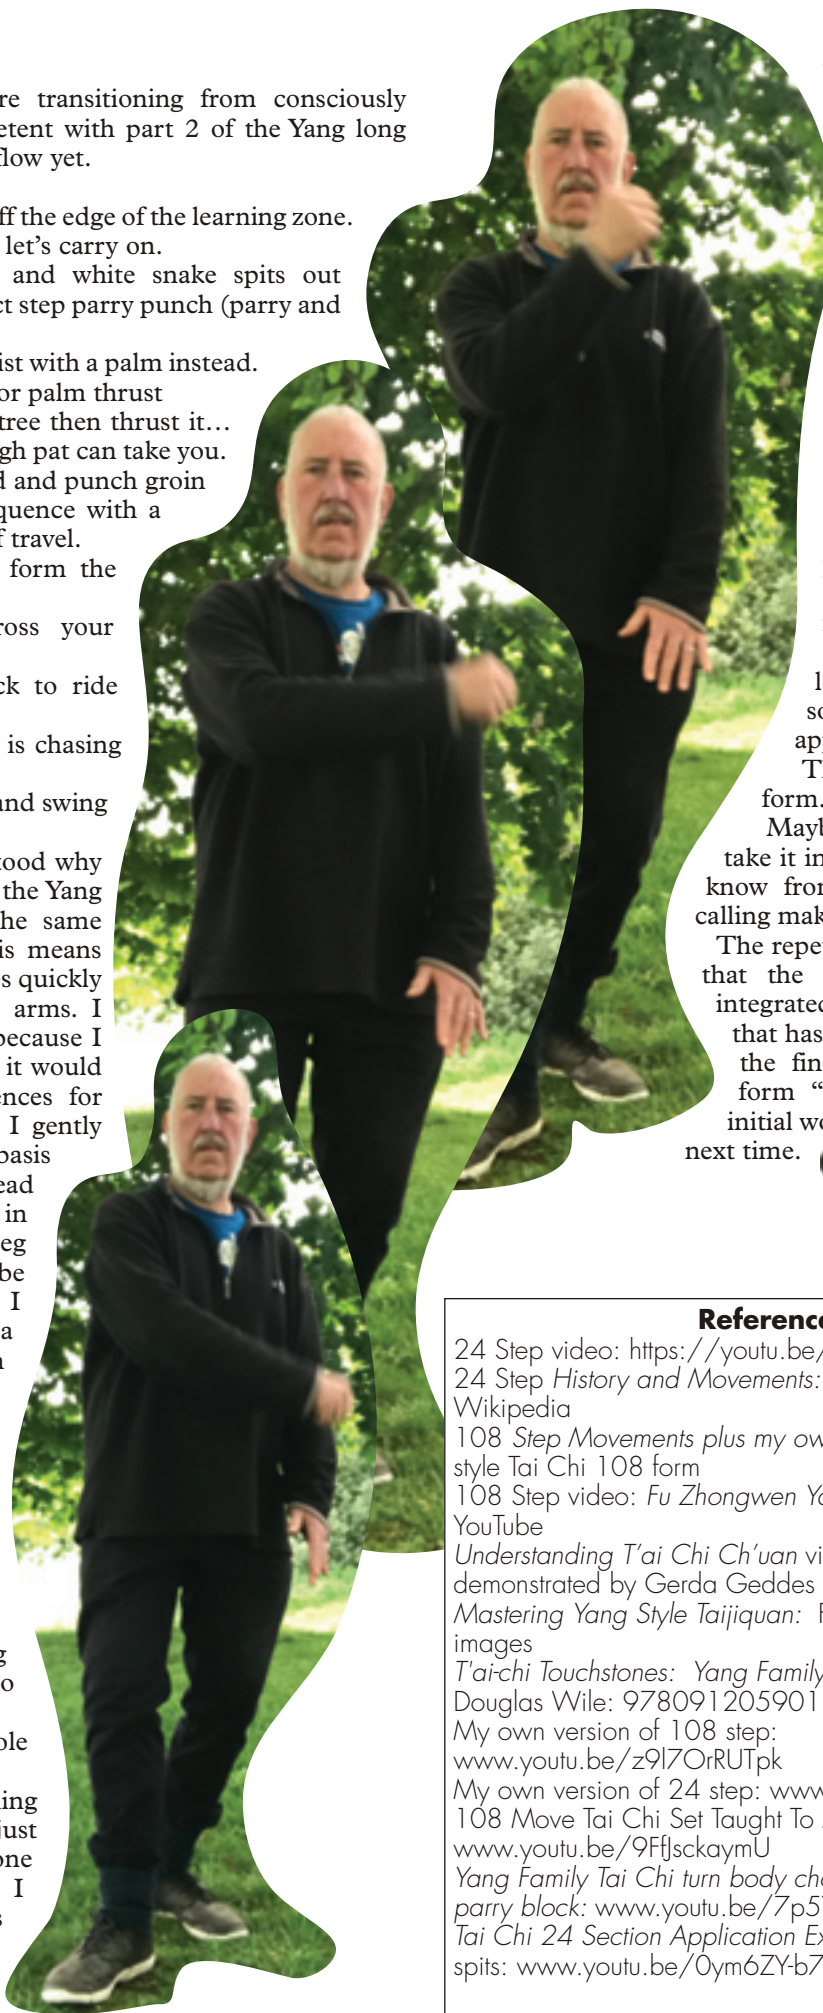 re transitioning from consciously
etent with part 2 of the Yang long
flow yet.
ff the edge of the learning zone.
let's carry on.
and white snake spits out
ct step parry punch (parry and
ist with a palm instead.
or palm thrust
tree then thrust it…
gh pat can take you.
d and punch groin
quence with a
f travel.
form the
ross your
ck to ride
is chasing
and swing
tood why
the Yang
he same
is means
s quickly
arms. I
because I
it would
ences for
I gently
basis
ead
in
eg
be
I
a
g
o
ole
ing
just
one
I
s
l
so
app
Th
form.
Mayb
take it in
know from
calling mak
The repet
that the
integrated
that has
the fin
form “
initial wo
next time.
Reference
24 Step video: https://youtu.be/
24 Step History and Movements:
Wikipedia
108 Step Movements plus my ow
style Tai Chi 108 form
108 Step video: Fu Zhongwen Ya
YouTube
Understanding T'ai Chi Ch'uan vi
demonstrated by Gerda Geddes
Mastering Yang Style Taijiquan: F
images
T'ai-chi Touchstones: Yang Family
Douglas Wile: 978091205901
My own version of 108 step:
www.youtu.be/z9l7OrRUTpk
My own version of 24 step: www.
108 Move Tai Chi Set Taught To
www.youtu.be/9FfJsckaymU
Yang Family Tai Chi turn body cho
parry block: www.youtu.be/7p5
Tai Chi 24 Section Application Ex
spits: www.youtu.be/0ym6ZY-b7